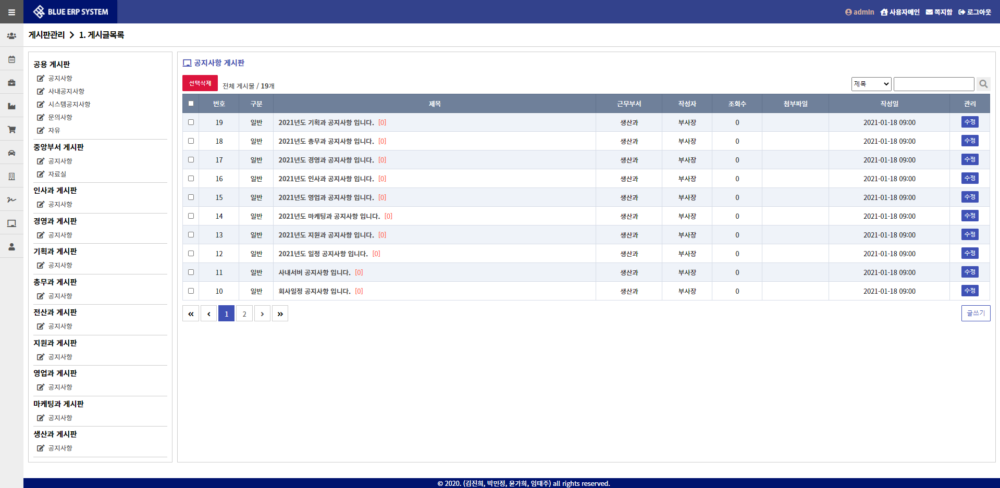 BLUE ERP SYSTEM
admin 사용자메인 쪽지함 로그아웃
게시판관리 1. 게시글목록
공용 게시판
공지사항
사내공지사항
시스템공지사항
문의사항
자유
중앙부서 게시판
공지사항
자료실
인사과 게시판
공지사항
경영과 게시판
공지사항
기획과 게시판
공지사항
총무과 게시판
공지사항
전산과 게시판
공지사항
지원과 게시판
공지사항
영업과 게시판
공지사항
마케팅과 게시판
공지사항
생산과 게시판
공지사항
공지사항 게시판
선택삭제 전체 게시물 / 19개 제목
번호 구분 제목 근무부서 작성자 조회수 첨부파일 작성일 관리
19 일반 2021년도 기획과 공지사항 입니다. [0] 생산과 부사장 0 2021-01-18 09:00 수정
18 일반 2021년도 총무과 공지사항 입니다. [0] 생산과 부사장 0 2021-01-18 09:00 수정
17 일반 2021년도 경영과 공지사항 입니다. [0] 생산과 부사장 0 2021-01-18 09:00 수정
16 일반 2021년도 인사과 공지사항 입니다. [0] 생산과 부사장 0 2021-01-18 09:00 수정
15 일반 2021년도 영업과 공지사항 입니다. [0] 생산과 부사장 0 2021-01-18 09:00 수정
14 일반 2021년도 마케팅과 공지사항 입니다. [0] 생산과 부사장 0 2021-01-18 09:00 수정
13 일반 2021년도 지원과 공지사항 입니다. [0] 생산과 부사장 0 2021-01-18 09:00 수정
12 일반 2021년도 일정 공지사항 입니다. [0] 생산과 부사장 0 2021-01-18 09:00 수정
11 일반 사내서버 공지사항 입니다. [0] 생산과 부사장 0 2021-01-18 09:00 수정
10 일반 회사일정 공지사항 입니다. [0] 생산과 부사장 0 2021-01-18 09:00 수정
« ‹ 1 2 › » 글쓰기
© 2020. (김진희, 박민정, 윤가희, 임태주) all rights reserved.